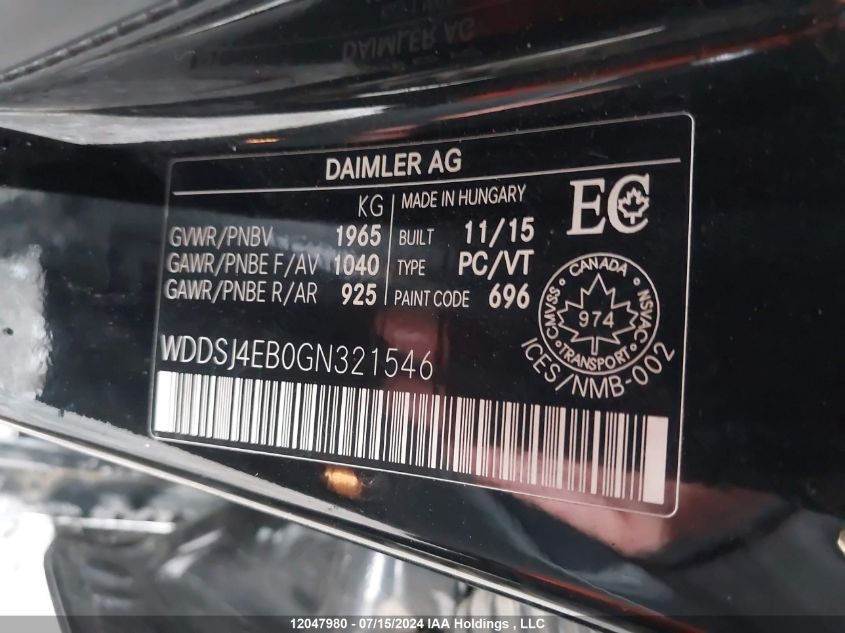 DAIMLER AG
DAIMLER AG
KG
GVWR/PNBV 1965
GAWR/PNBE F/AV 1040
GAWR/PNBE R/AR 925
MADE IN HUNGARY
BUILT 11/15
TYPE PC/VT
PAINT CODE 696
EC
CANADA
CMVSS 974 NSVAC
TRANSPORT
ICES/NMB-002
WDDSJ4EB0GN321546
12047980 - 07/15/2024 IAA Holdings , LLC